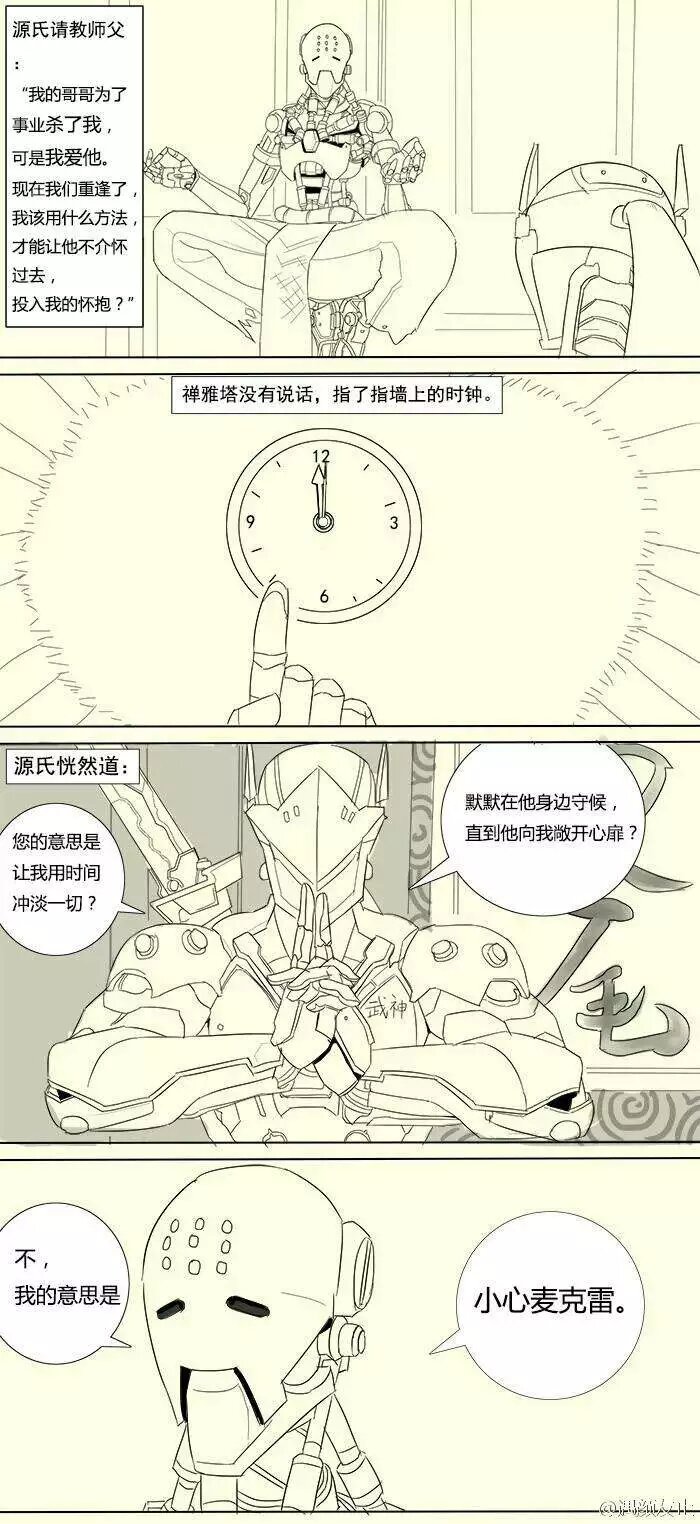 源氏请教师父
：
“我的哥哥为了
事业杀了我，
可是我爱他。
现在我们重逢了，
我该用什么方法，
才能让他不介怀
过去，
投入我的怀抱？”
禅雅塔没有说话，指了指墙上的时钟。
12
9
3
6
源氏恍然道：
您的意思是
让我用时间
冲淡一切？
默默在他身边守候，
直到他向我敞开心扉？
武神
不，
我的意思是
小心麦克雷。